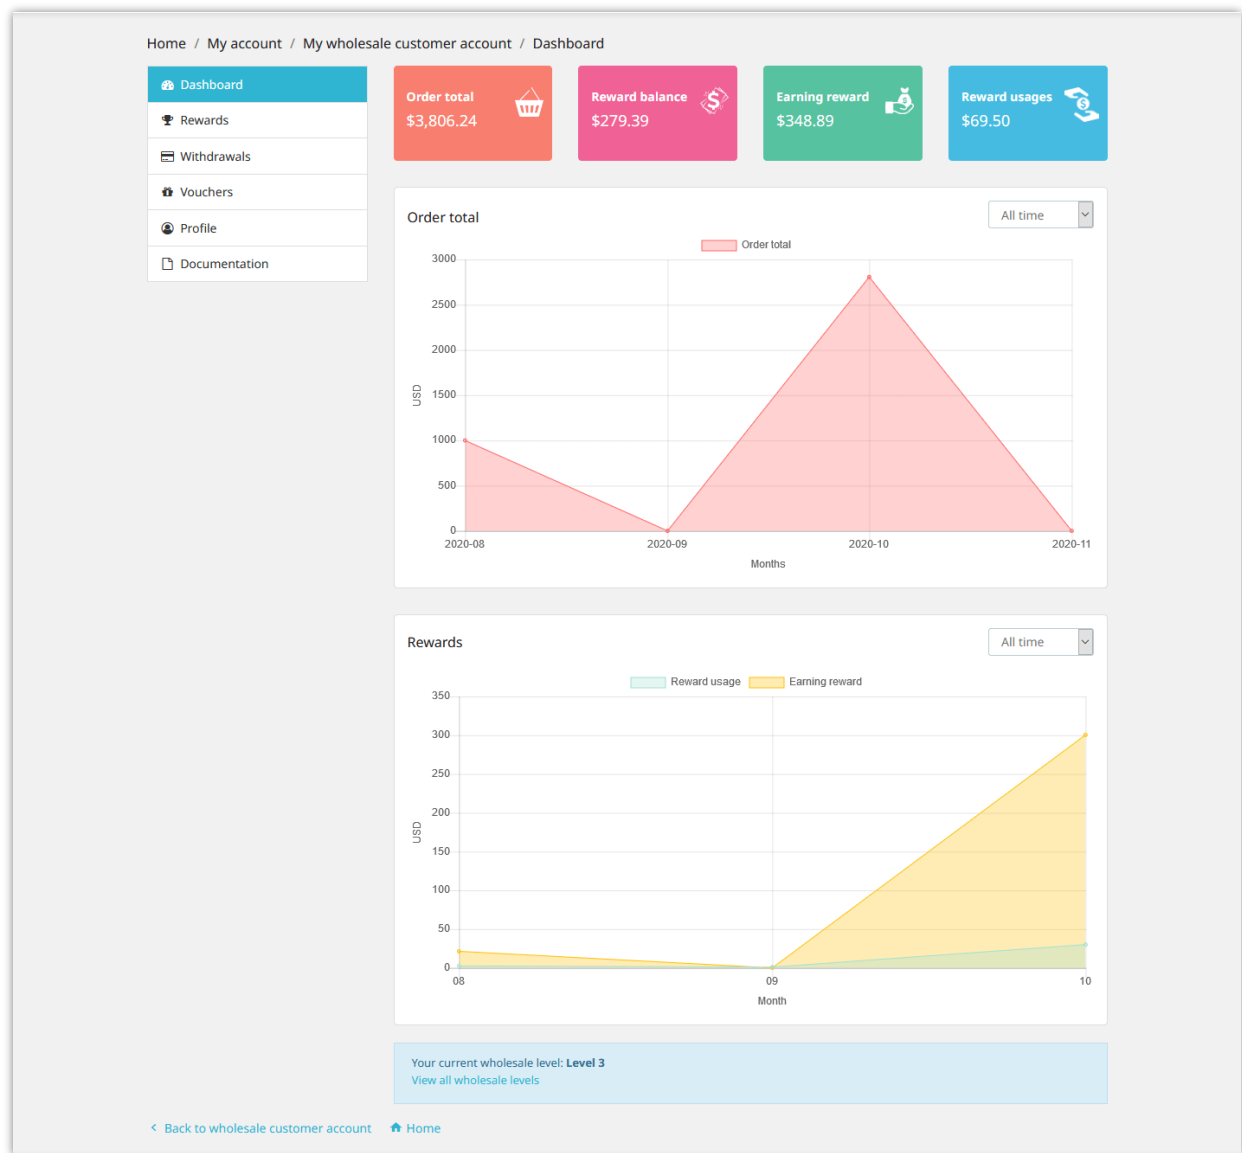 Home / My account / My wholesale customer account / Dashboard
Dashboard
Rewards
Withdrawals
Vouchers
Profile
Documentation
Order total
$3,806.24
Reward balance
$279.39
Earning reward
$348.89
Reward usages
$69.50
Order total
All time
Order total
3000
2500
2000
1500
1000
500
0
USD
2020-08 2020-09 2020-10 2020-11
Months
Rewards
All time
Reward usage Earning reward
350
300
250
200
150
100
50
0
USD
08 09 10
Month
Your current wholesale level: Level 3
View all wholesale levels
Back to wholesale customer account Home